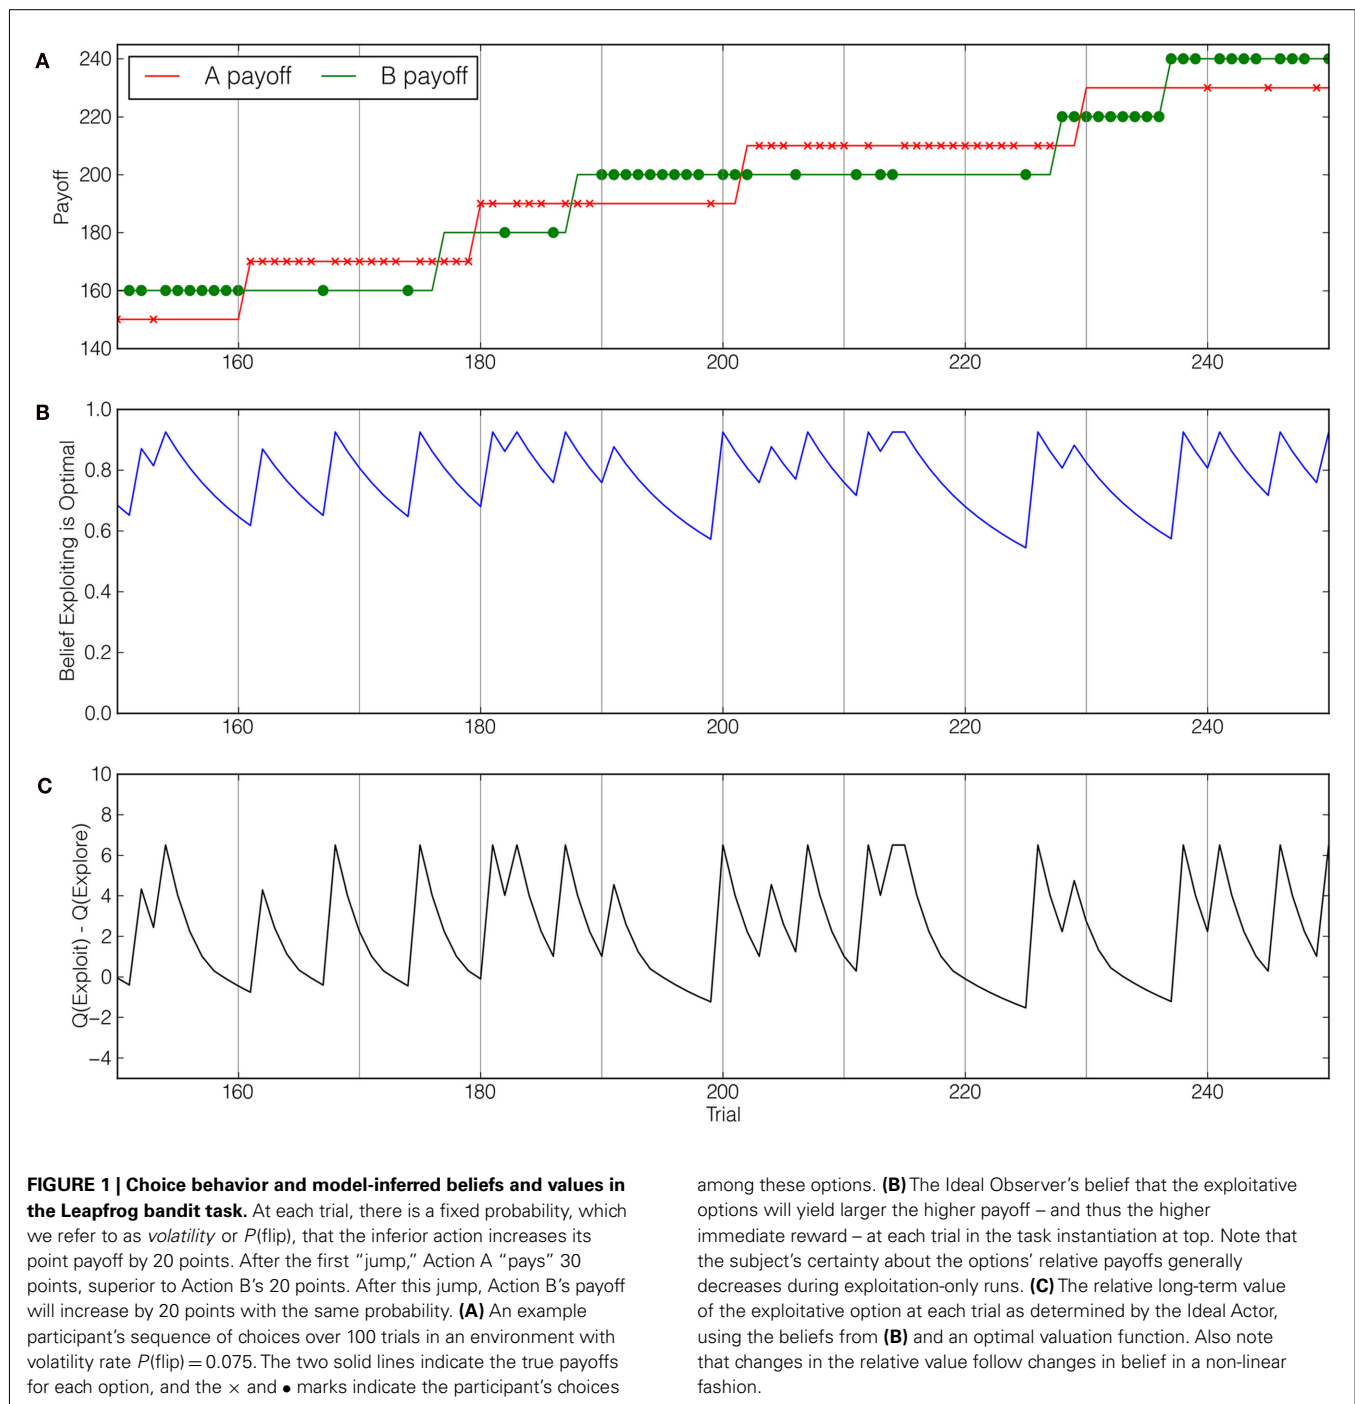 A
240
220
200
180
160
140
Payoff
A payoff B payoff
160 180 200 220 240
B
1.0
0.8
0.6
0.4
0.2
0.0
Belief Exploiting is Optimal
160 180 200 220 240
C
10
8
6
4
2
0
−2
−4
Q(Exploit) - Q(Explore)
160 180 200 220 240
Trial
FIGURE 1 | Choice behavior and model-inferred beliefs and values in
the Leapfrog bandit task. At each trial, there is a fixed probability, which
we refer to as volatility or P(flip), that the inferior action increases its
point payoff by 20 points. After the first “jump,” Action A “pays” 30
points, superior to Action B’s 20 points. After this jump, Action B’s payoff
will increase by 20 points with the same probability. (A) An example
participant’s sequence of choices over 100 trials in an environment with
volatility rate P(flip) = 0.075. The two solid lines indicate the true payoffs
for each option, and the × and • marks indicate the participant’s choices
among these options. (B) The Ideal Observer’s belief that the exploitative
options will yield larger the higher payoff – and thus the higher
immediate reward – at each trial in the task instantiation at top. Note that
the subject’s certainty about the options’ relative payoffs generally
decreases during exploitation-only runs. (C) The relative long-term value
of the exploitative option at each trial as determined by the Ideal Actor,
using the beliefs from (B) and an optimal valuation function. Also note
that changes in the relative value follow changes in belief in a non-linear
fashion.